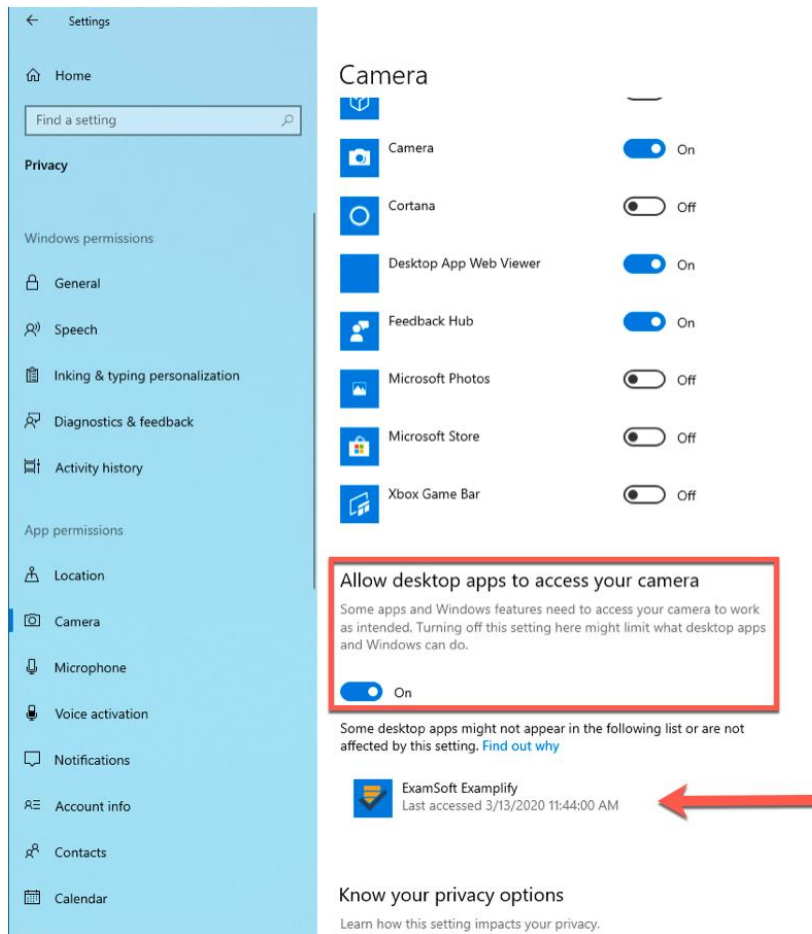 Settings
Home
Find a setting
Privacy
Windows permissions
General
Speech
Inking & typing personalization
Diagnostics & feedback
Activity history
App permissions
Location
Camera
Microphone
Voice activation
Notifications
Account info
Contacts
Calendar
Camera
Camera On
Cortana Off
Desktop App Web Viewer On
Feedback Hub On
Microsoft Photos Off
Microsoft Store Off
Xbox Game Bar Off
Allow desktop apps to access your camera
Some apps and Windows features need to access your camera to work
as intended. Turning off this setting here might limit what desktop apps
and Windows can do.
On
Some desktop apps might not appear in the following list or are not
affected by this setting. Find out why
ExamSoft Examplify
Last accessed 3/13/2020 11:44:00 AM
Know your privacy options
Learn how this setting impacts your privacy.